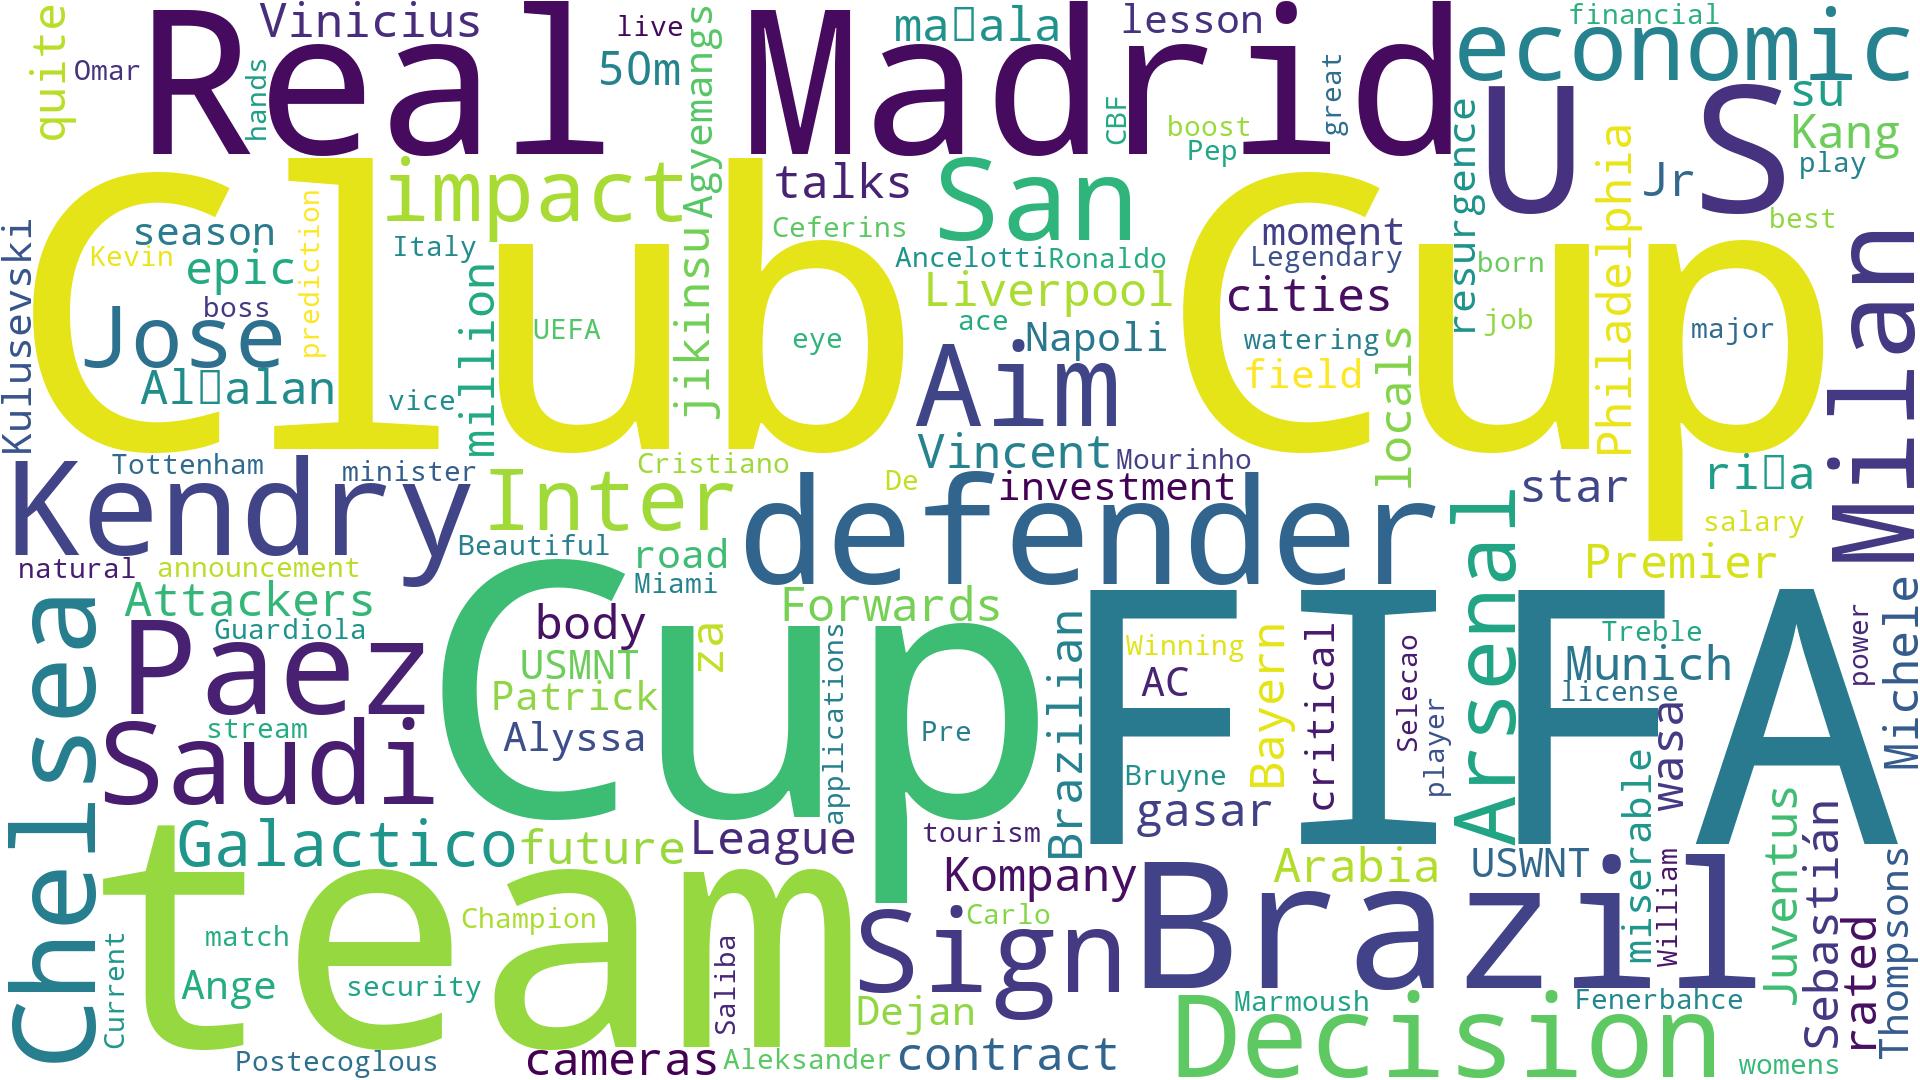 Real Madrid
Club Cup
FIFA
Cup
team
U S
Brazil
defender
Milan
Chelsea
Kendry
Paez
Saudi
Sign
Decision
Arsenal
economic
impact
San
Aim
Inter
Jose
Galactico
quite
Omar
Vinicius
hands
live
50m
Agyemangs
jikinsu
ma□ala
lesson
CBF
boost
Pep
great
financial
su
Kang
play
Jr
best
resurgence
Philadelphia
talks
Ceferins
Ancelotti
Ronaldo
moment
Legendary
cities
born
job
major
watering
field
locals
Liverpool
ace
Napoli
eye
UEFA
Italy
million
vice
season
Kevin
epic
boss
prediction
Al□alan
Kulusevski
Tottenham
minister
Cristiano
De
Vincent
Mourinho
investment
star
ri□a
salary
Premier
Beautiful
road
Miami
natural
announcement
Attackers
Guardiola
body
USMNT
Patrick
Alyssa
za
Forwards
applications
Pre
Brazilian
Winning
AC
Bruyne
gasar
Bayern
critical
Selecao
player
Treble
Munich
license
Wasa
power
Michele
stream
future
League
tourism
Kompany
Carlo
Arabia
USWNT
miserable
William
Juventus
Sebastián
rated
Thompsons
Champion
match
Ange
security
Current
Postecoglous
Saliba
Dejan
cameras
Aleksander
contract
Marmoush
Fenerbahce
womens